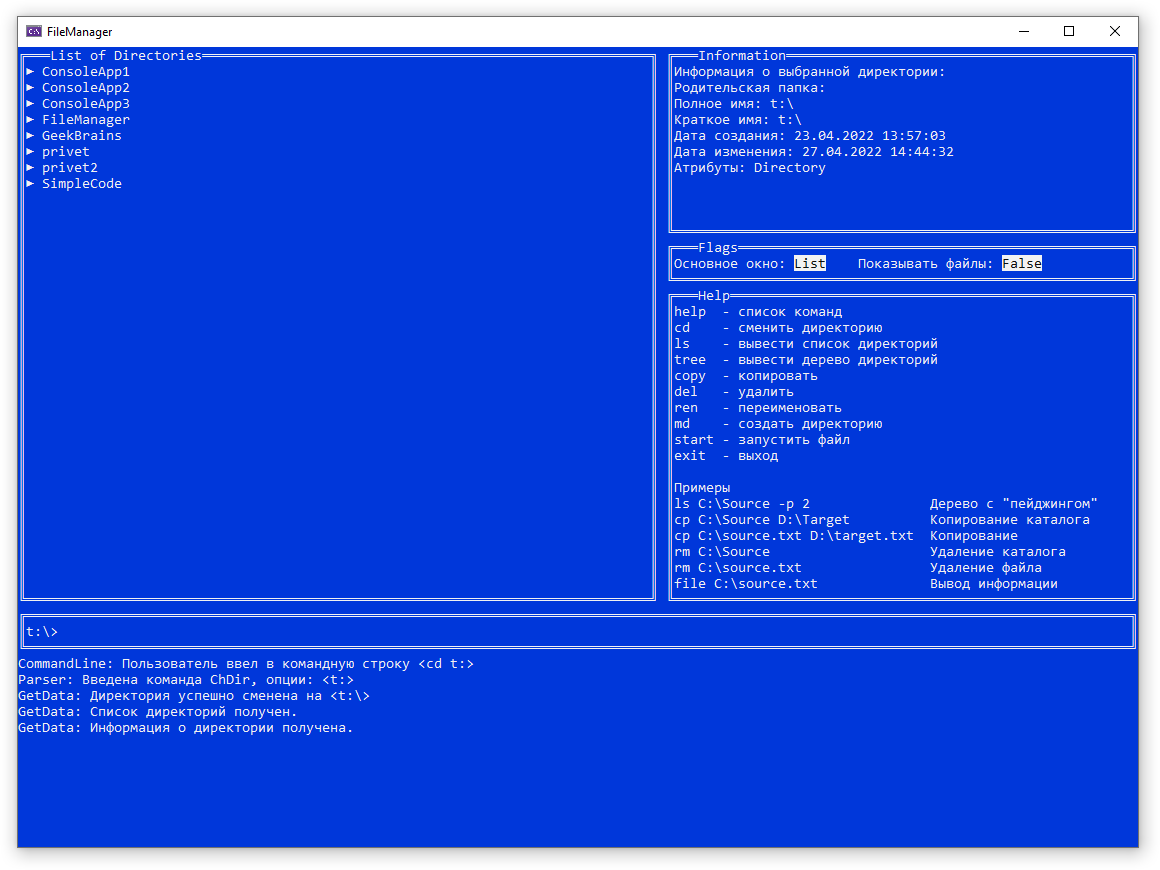 FileManager
List of Directories
► ConsoleApp1
► ConsoleApp2
► ConsoleApp3
► FileManager
► GeekBrains
► privet
► privet2
► SimpleCode
Information
Информация о выбранной директории:
Родительская папка:
Полное имя: t:\
Краткое имя: t:\
Дата создания: 23.04.2022 13:57:03
Дата изменения: 27.04.2022 14:44:32
Атрибуты: Directory
Flags
Основное окно: List    Показывать файлы: False
Help
help  - список команд
cd    - сменить директорию
ls    - вывести список директорий
tree  - вывести дерево директорий
copy  - копировать
del   - удалить
ren   - переименовать
md    - создать директорию
start - запустить файл
exit  - выход
Примеры
ls C:\Source -p 2               Дерево с "пейджингом"
cp C:\Source D:\Target          Копирование каталога
cp C:\source.txt D:\target.txt  Копирование
rm C:\Source                    Удаление каталога
rm C:\source.txt                Удаление файла
file C:\source.txt              Вывод информации
t:\>
CommandLine: Пользователь ввел в командную строку <cd t:>
Parser: Введена команда ChDir, опции: <t:>
GetData: Директория успешно сменена на <t:\>
GetData: Список директорий получен.
GetData: Информация о директории получена.